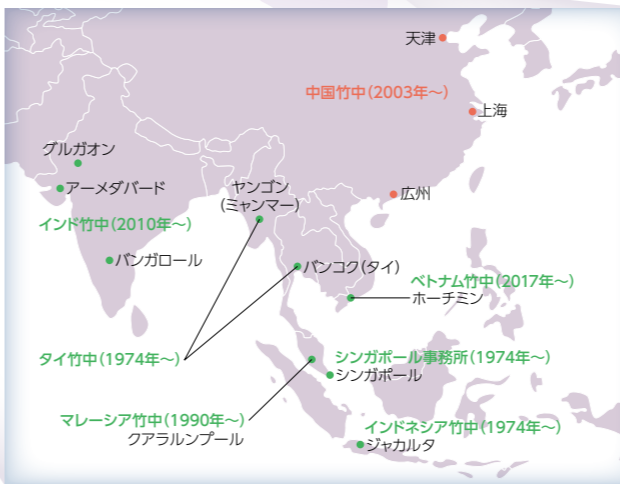 天津
中国竹中(2003年～)
上海
グルガオン
アーメダバード
ヤンゴン
(ミャンマー)
広州
インド竹中(2010年～)
バンガロール
バンコク(タイ)
ベトナム竹中(2017年～)
ホーチミン
タイ竹中(1974年～)
シンガポール事務所(1974年～)
シンガポール
マレーシア竹中(1990年～)
クアラルンプール
インドネシア竹中(1974年～)
ジャカルタ